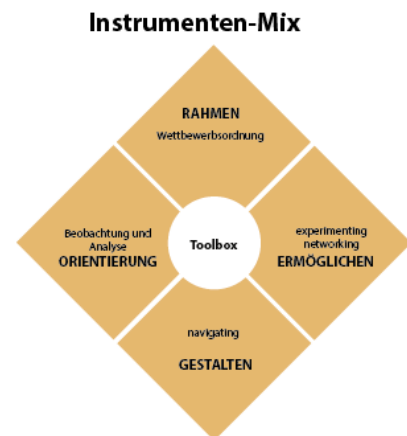 Instrumenten-Mix
RAHMEN
Wettbewerbsordnung
Beobachtung und
Analyse
ORIENTIERUNG
Toolbox
experimenting
networking
ERMÖGLICHEN
navigating
GESTALTEN